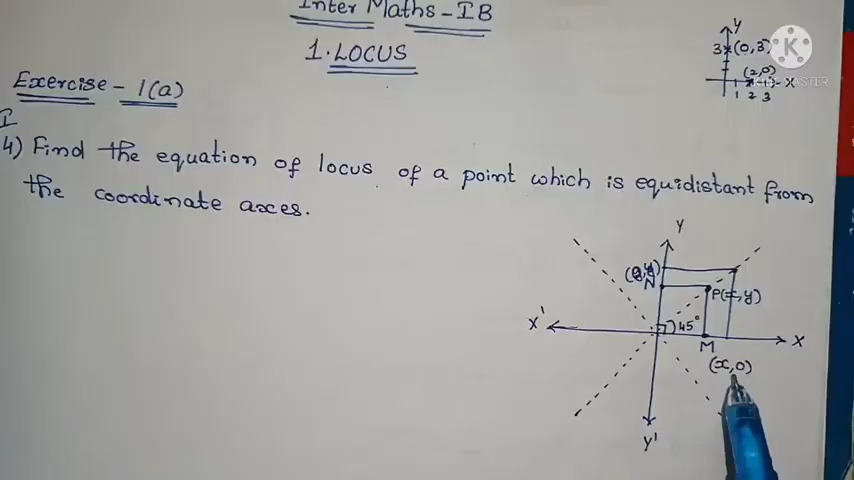 Inter Maths - IB
1. LOCUS
Exercise - 1(a)
I
4) Find the equation of locus of a point which is equidistant from
the coordinate axes.
Y
3 (0,3)
(2,0)
X
1 2 3
K
Y
N
P(x,y)
X'
45°
X
M
(x,0)
Y'